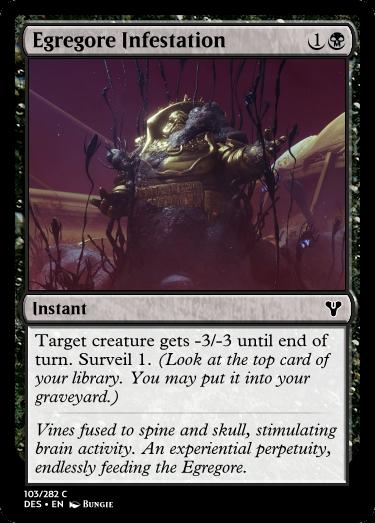 Egregore Infestation 1
Instant
Target creature gets -3/-3 until end of
turn. Surveil 1. (Look at the top card of
your library. You may put it into your
graveyard.)
Vines fused to spine and skull, stimulating
brain activity. An experiential perpetuity,
endlessly feeding the Egregore.
103/282 C
DES • EN Bungie